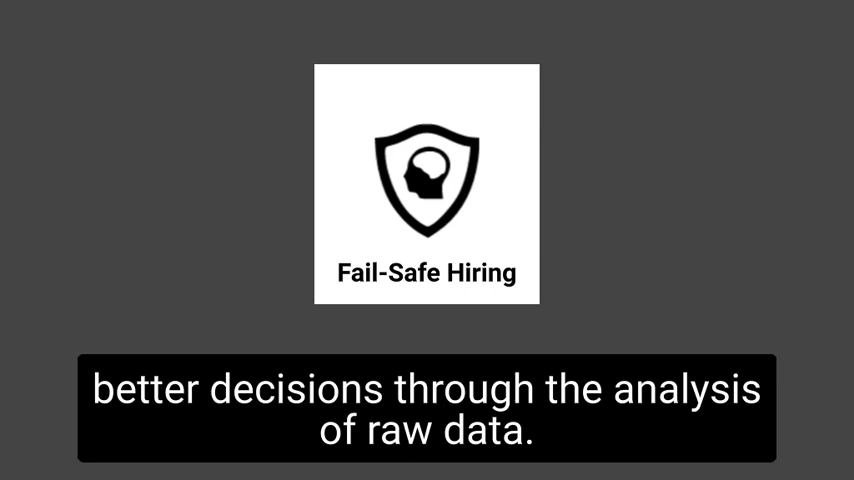 Fail-Safe Hiring
better decisions through the analysis
of raw data.